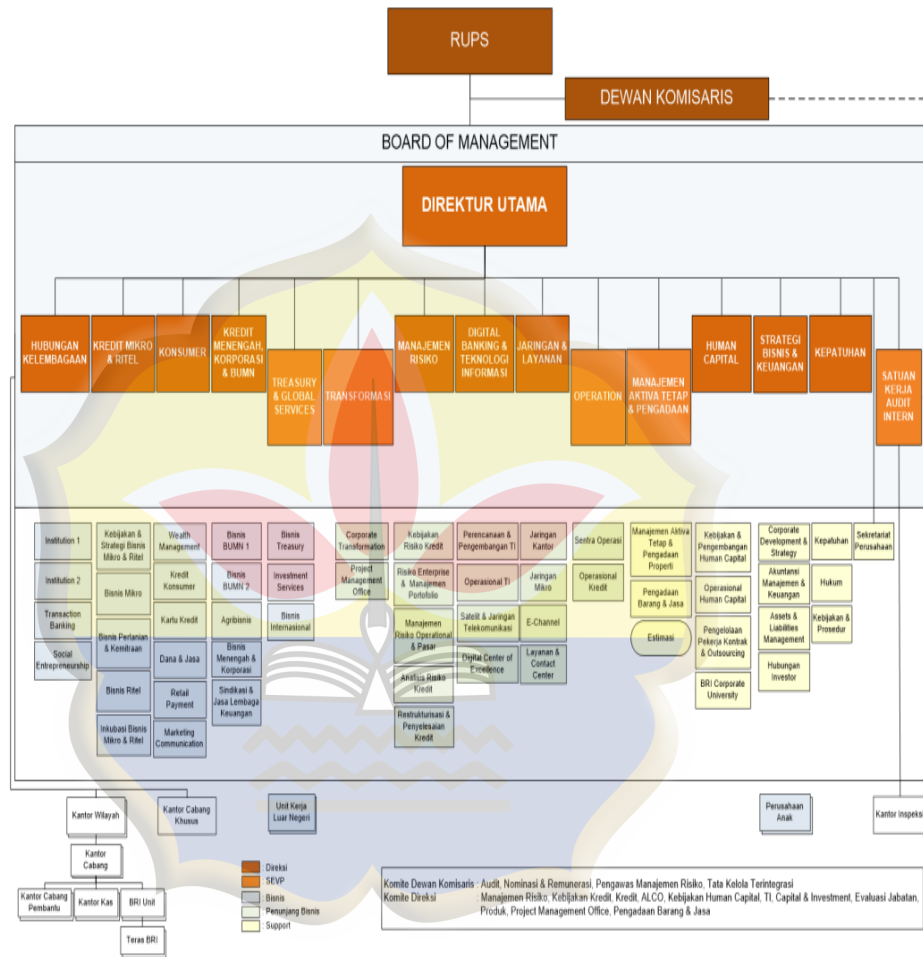 RUPS
DEWAN KOMISARIS
BOARD OF MANAGEMENT
DIREKTUR UTAMA
HUBUNGAN
KELEMBAGAAN
KREDIT MIKRO
& RITEL
KONSUMER
KREDIT
MENENGAH,
KORPORASI
& BUMN
TREASURY
& GLOBAL
SERVICES
TRANSFORMASI
MANAJEMEN
RISIKO
DIGITAL
BANKING &
TEKNOLOGI
INFORMASI
JARINGAN &
LAYANAN
OPERATION
MANAJEMEN
AKTIVA TETAP
& PENGADAAN
HUMAN
CAPITAL
STRATEGI
BISNIS &
KEUANGAN
KEPATUHAN
SATUAN
KERJA
AUDIT
INTERN
Institution 1
Institution 2
Transaction
Banking
Social
Entrepreneurship
Kebijakan &
Strategi Bisnis
Mikro & Ritel
Bisnis Mikro
Bisnis Pertanian
& Kemitraan
Bisnis Ritel
Inkubasi Bisnis
Mikro & Ritel
Wealth
Management
Kredit
Konsumer
Kartu Kredit
Dana & Jasa
Retail
Payment
Marketing
Communication
Bisnis
BUMN 1
Bisnis
BUMN 2
Agribisnis
Bisnis
Menengah &
Korporasi
Sindikasi &
Jasa Lembaga
Keuangan
Bisnis
Treasury
Investment
Services
Bisnis
Internasional
Corporate
Transformation
Project
Management
Office
Kebijakan
Risiko Kredit
Risiko Enterprise
& Manajemen
Portofolio
Manajemen
Risiko Operasional
& Pasar
Analisis Risiko
Kredit
Restrukturisasi &
Penyelesaian
Kredit
Perencanaan &
Pengembangan TI
Operasional TI
Satelit & Jaringan
Telekomunikasi
Digital Center of
Excellence
Jaringan
Kantor
Jaringan
Mikro
E-Channel
Layanan &
Contact
Center
Sentra Operasi
Operasional
Kredit
Manajemen Aktiva
Tetap &
Pengadaan
Properti
Pengadaan
Barang & Jasa
Estimasi
Kebijakan &
Pengembangan
Human Capital
Operasional
Human Capital
Pengelolaan
Pekerja Kontrak
& Outsourcing
BRI Corporate
University
Corporate
Development &
Strategy
Akuntansi
Manajemen &
Keuangan
Assets &
Liabilities
Management
Hubungan
Investor
Kepatuhan
Hukum
Kebijakan &
Prosedur
Sekretariat
Perusahaan
Kantor Wilayah
Kantor Cabang
Khusus
Unit Kerja
Luar Negeri
Perusahaan
Anak
Kantor Inspeksi
Kantor
Cabang
Kantor Cabang
Pembantu
Kantor Kas
BRI Unit
Teras BRI
: Direksi
: SEVP
: Bisnis
: Penunjang Bisnis
: Support
Komite Dewan Komisaris : Audit, Nominasi & Remunerasi, Pengawas Manajemen Risiko, Tata Kelola Terintegrasi
Komite Direksi : Manajemen Risiko, Kebijakan Kredit, Kredit, ALCO, Kebijakan Human Capital, TI, Capital & Investment, Evaluasi Jabatan,
Produk, Project Management Office, Pengadaan Barang & Jasa